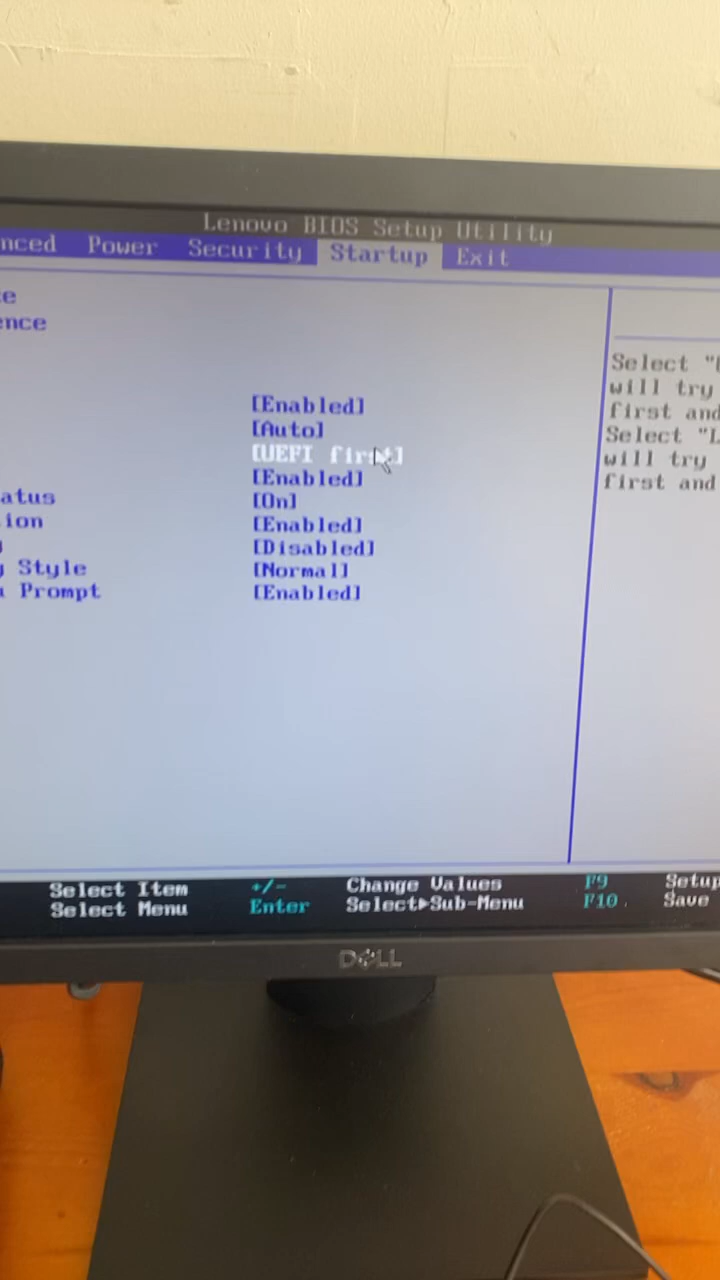 Lenovo BIOS Setup Utility
nced Power Security Startup Exit
e
ence
[Enabled]
[Auto]
[UEFI first]
[Enabled]
atus [On]
ion [Enabled]
[Disabled]
Style [Normal]
Prompt [Enabled]
Select "
will try
first and
Select "L
will try
first and
Select Item +/- Change Values F9 Setup
Select Menu Enter Select▶Sub-Menu F10 Save
DELL